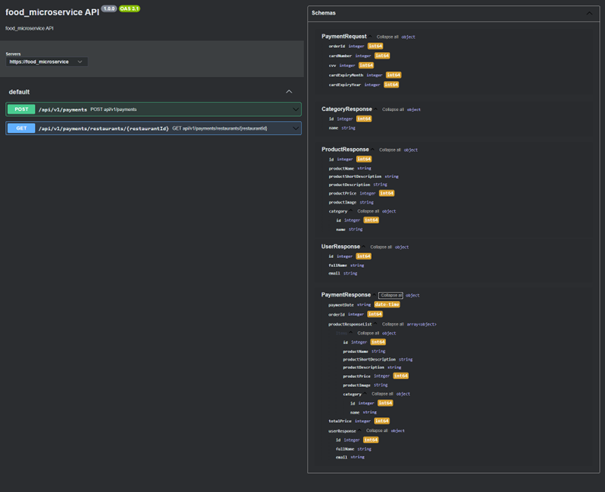 food_microservice API 1.0.0 OAS 3.1
food_microservice API
Servers
https://food_microservice
default
POST /api/v1/payments POST api/v1/payments
GET /api/v1/payments/restaurants/{restaurantId} GET api/v1/payments/restaurants/{restaurantId}
Schemas
PaymentRequest Collapse all object
orderId integer int64
cardNumber integer int64
cvv integer int64
cardExpiryMonth integer int64
cardExpiryYear integer int64
CategoryResponse Collapse all object
id integer int64
name string
ProductResponse Collapse all object
id integer int64
productName string
productShortDescription string
productDescription string
productPrice integer int64
productImage string
category Collapse all object
id integer int64
name string
UserResponse Collapse all object
id integer int64
fullName string
email string
PaymentResponse Collapse all object
paymentDate string date-time
orderId integer int64
productResponseList Collapse all array<object>
Collapse all object
id integer int64
productName string
productShortDescription string
productDescription string
productPrice integer int64
productImage string
category Collapse all object
id integer int64
name string
totalPrice integer int64
userResponse Collapse all object
id integer int64
fullName string
email string